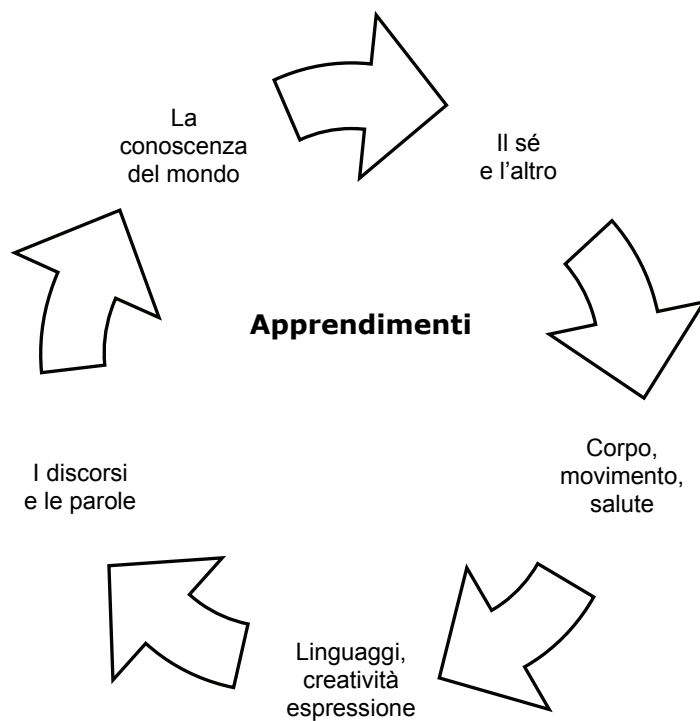 La
conoscenza
del mondo
Il sé
e l’altro
Apprendimenti
Corpo,
movimento,
salute
I discorsi
e le parole
Linguaggi,
creatività
espressione